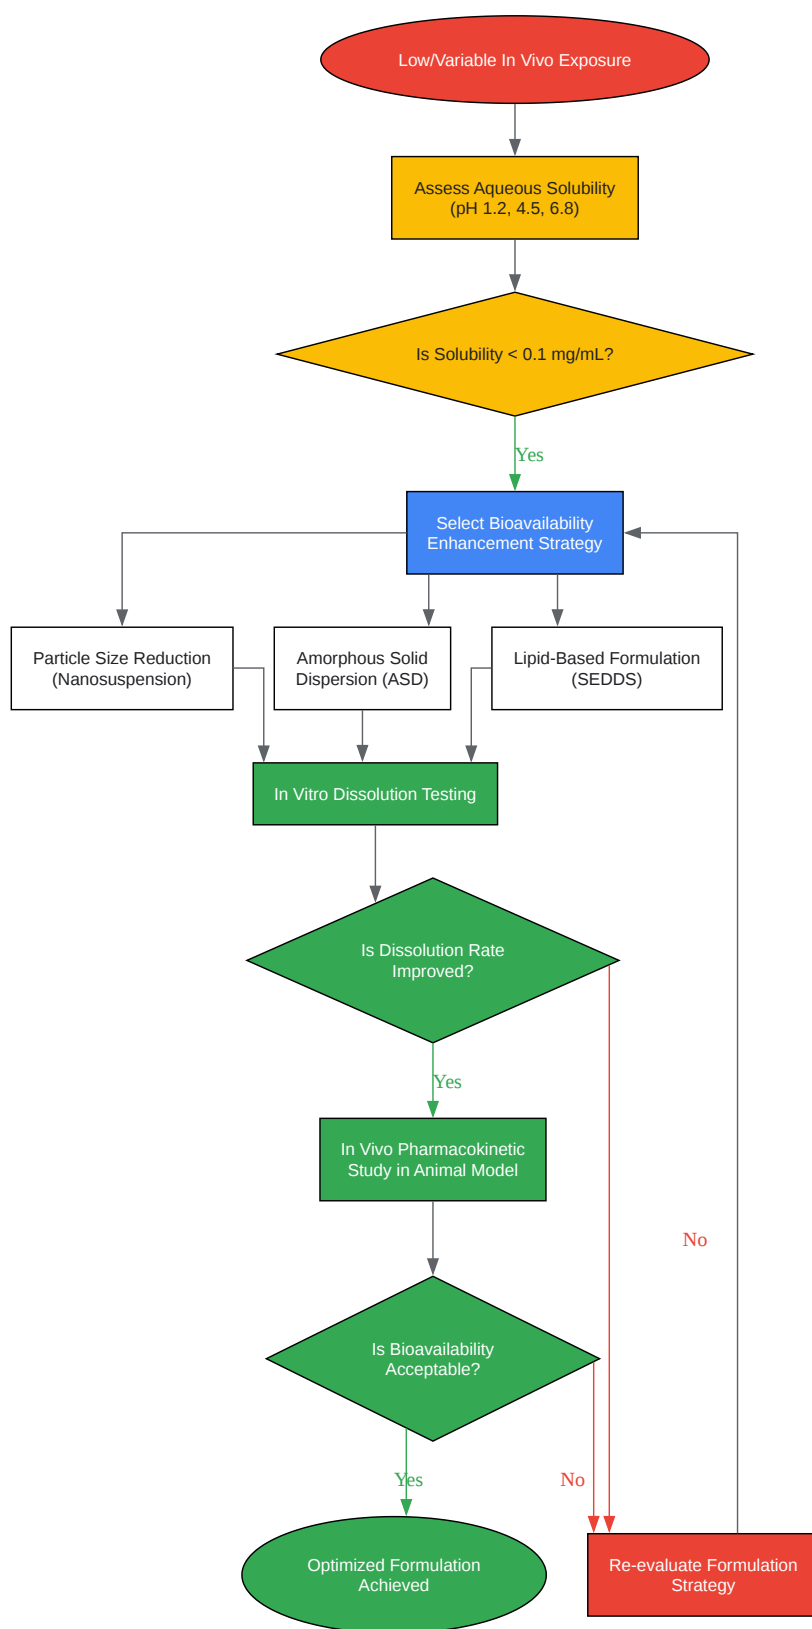 Low/Variable In Vivo Exposure
Assess Aqueous Solubility
(pH 1.2, 4.5, 6.8)
Is Solubility < 0.1 mg/mL?
Yes
Select Bioavailability
Enhancement Strategy
Particle Size Reduction
(Nanosuspension)
Amorphous Solid
Dispersion (ASD)
Lipid-Based Formulation
(SEDDS)
In Vitro Dissolution Testing
Is Dissolution Rate
Improved?
Yes
In Vivo Pharmacokinetic
Study in Animal Model
No
Is Bioavailability
Acceptable?
Yes
No
Optimized Formulation
Achieved
Re-evaluate Formulation
Strategy